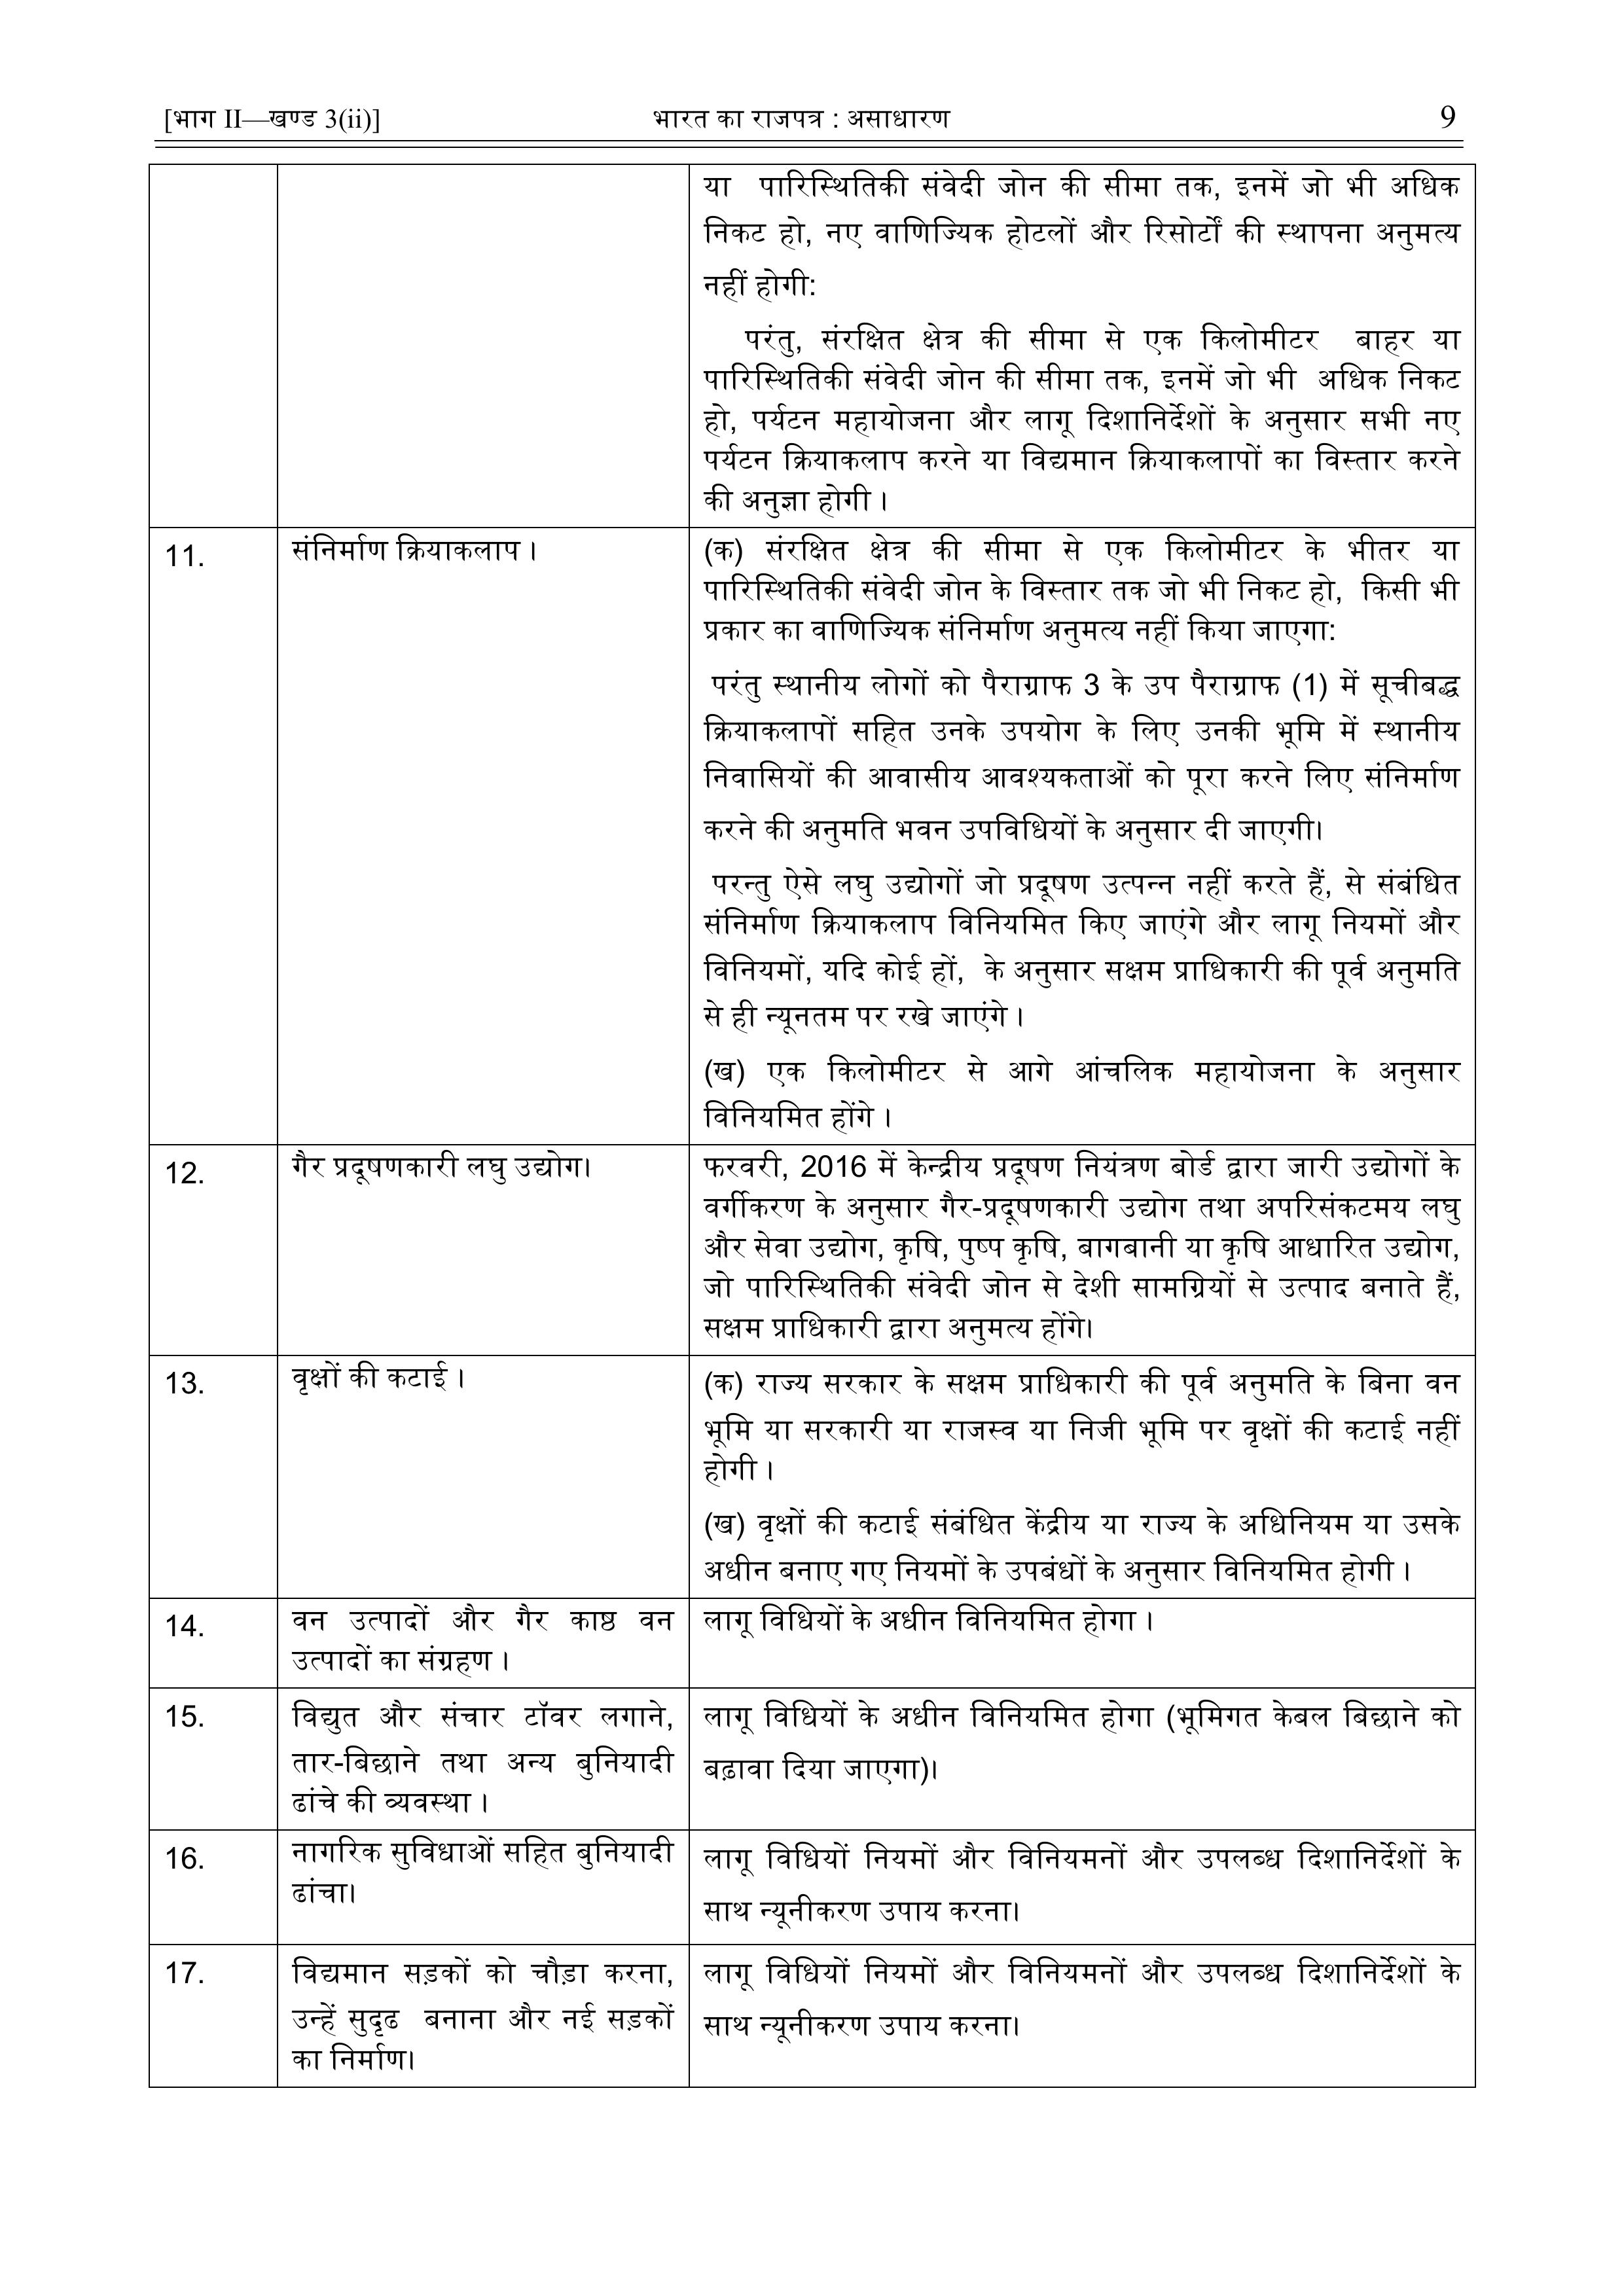 [भाग II—खण्ड 3(ii)] भारत का राजपत्र : असाधारण 9
या पारिस्थितिकी संवेदी जोन की सीमा तक, इनमें जो भी अधिक
निकट हो, नए वाणिज्यिक होटलों और रिसोर्टों की स्थापना अनुमत्य
नहीं होगी:
परंतु, संरक्षित क्षेत्र की सीमा से एक किलोमीटर बाहर या
पारिस्थितिकी संवेदी जोन की सीमा तक, इनमें जो भी अधिक निकट
हो, पर्यटन महायोजना और लागू दिशानिर्देशों के अनुसार सभी नए
पर्यटन क्रियाकलाप करने या विद्यमान क्रियाकलापों का विस्तार करने
की अनुज्ञा होगी ।
11. संनिर्माण क्रियाकलाप ।
(क) संरक्षित क्षेत्र की सीमा से एक किलोमीटर के भीतर या
पारिस्थितिकी संवेदी जोन के विस्तार तक जो भी निकट हो, किसी भी
प्रकार का वाणिज्यिक संनिर्माण अनुमत्य नहीं किया जाएगा:
परंतु स्थानीय लोगों को पैराग्राफ 3 के उप पैराग्राफ (1) में सूचीबद्ध
क्रियाकलापों सहित उनके उपयोग के लिए उनकी भूमि में स्थानीय
निवासियों की आवासीय आवश्यकताओं को पूरा करने लिए संनिर्माण
करने की अनुमति भवन उपविधियों के अनुसार दी जाएगी।
परन्तु ऐसे लघु उद्योगों जो प्रदूषण उत्पन्न नहीं करते हैं, से संबंधित
संनिर्माण क्रियाकलाप विनियमित किए जाएंगे और लागू नियमों और
विनियमों, यदि कोई हों, के अनुसार सक्षम प्राधिकारी की पूर्व अनुमति
से ही न्यूनतम पर रखे जाएंगे ।
(ख) एक किलोमीटर से आगे आंचलिक महायोजना के अनुसार
विनियमित होंगे ।
12. गैर प्रदूषणकारी लघु उद्योग।
फरवरी, 2016 में केन्द्रीय प्रदूषण नियंत्रण बोर्ड द्वारा जारी उद्योगों के
वर्गीकरण के अनुसार गैर-प्रदूषणकारी उद्योग तथा अपरिसंकटमय लघु
और सेवा उद्योग, कृषि, पुष्प कृषि, बागबानी या कृषि आधारित उद्योग,
जो पारिस्थितिकी संवेदी जोन से देशी सामग्रियों से उत्पाद बनाते हैं,
सक्षम प्राधिकारी द्वारा अनुमत्य होंगे।
13. वृक्षों की कटाई ।
(क) राज्य सरकार के सक्षम प्राधिकारी की पूर्व अनुमति के बिना वन
भूमि या सरकारी या राजस्व या निजी भूमि पर वृक्षों की कटाई नहीं
होगी ।
(ख) वृक्षों की कटाई संबंधित केंद्रीय या राज्य के अधिनियम या उसके
अधीन बनाए गए नियमों के उपबंधों के अनुसार विनियमित होगी ।
14. वन उत्पादों और गैर काष्ठ वन
उत्पादों का संग्रहण ।
लागू विधियों के अधीन विनियमित होगा ।
15. विद्युत और संचार टॉवर लगाने,
तार-बिछाने तथा अन्य बुनियादी
ढांचे की व्यवस्था ।
लागू विधियों के अधीन विनियमित होगा (भूमिगत केबल बिछाने को
बढ़ावा दिया जाएगा)।
16. नागरिक सुविधाओं सहित बुनियादी
ढांचा।
लागू विधियों नियमों और विनियमनों और उपलब्ध दिशानिर्देशों के
साथ न्यूनीकरण उपाय करना।
17. विद्यमान सड़कों को चौड़ा करना,
उन्हें सुदृढ बनाना और नई सड़कों
का निर्माण।
लागू विधियों नियमों और विनियमनों और उपलब्ध दिशानिर्देशों के
साथ न्यूनीकरण उपाय करना।